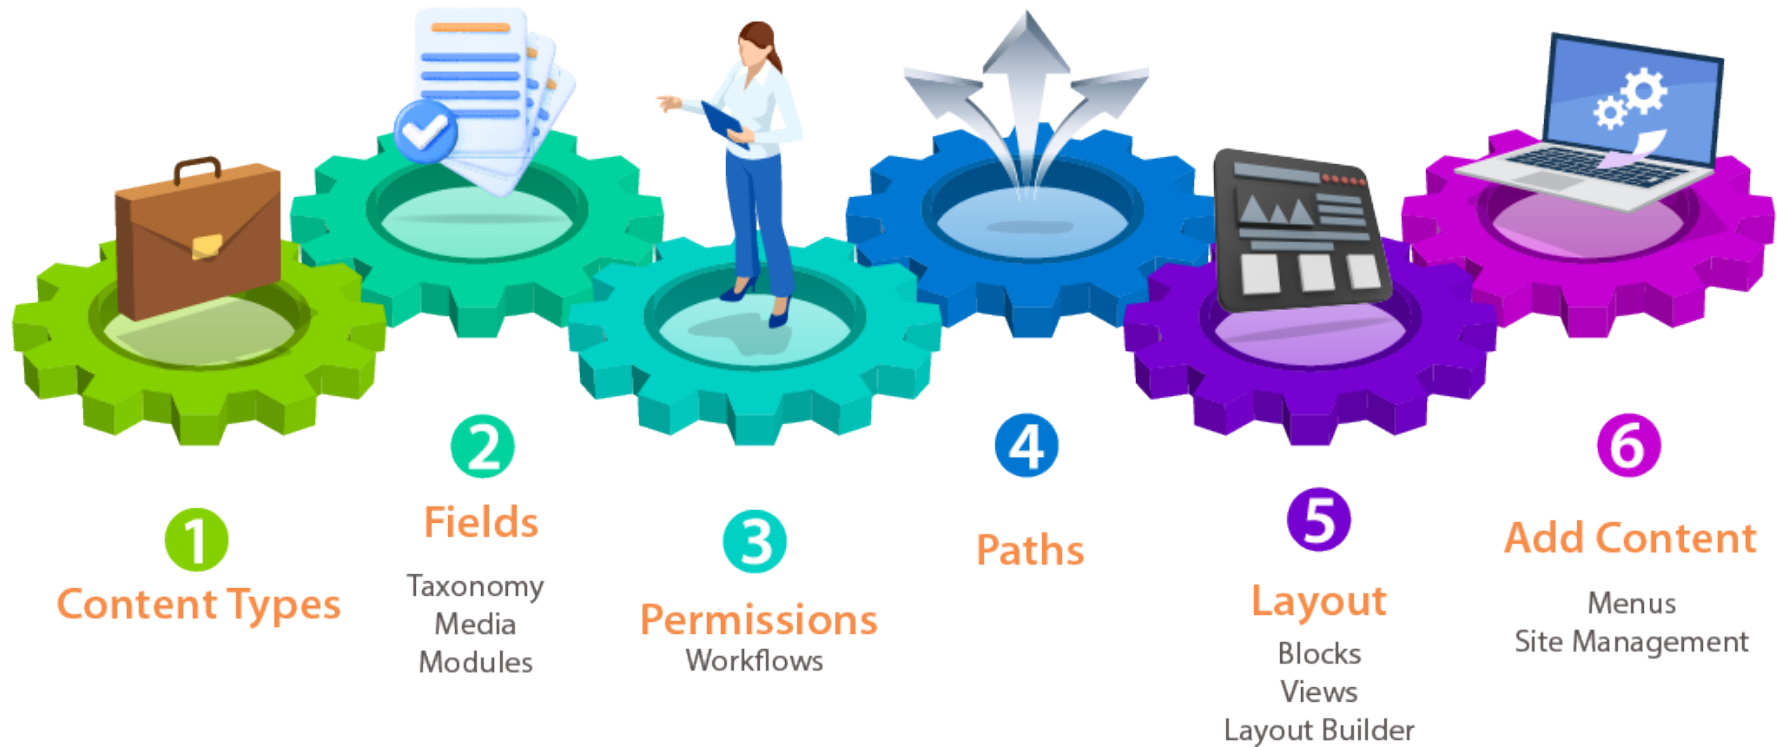 1
Content Types
2
Fields
Taxonomy
Media
Modules
3
Permissions
Workflows
4
Paths
5
Layout
Blocks
Views
Layout Builder
6
Add Content
Menus
Site Management